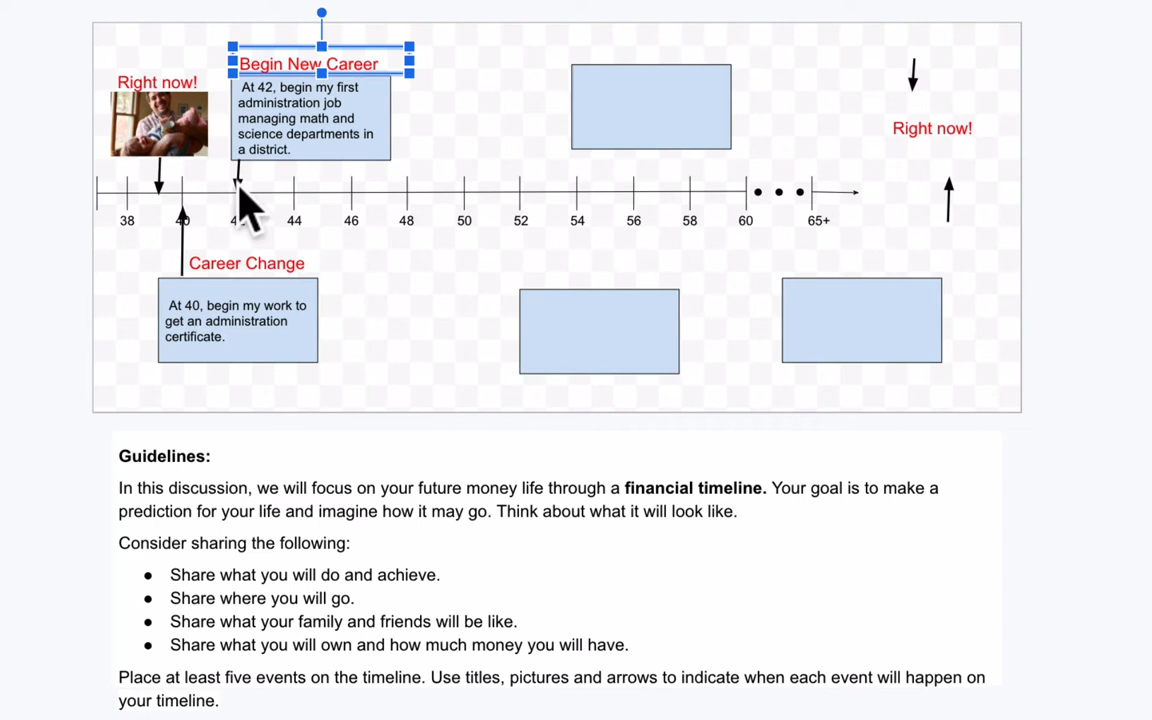 Begin New Career
Right now!
At 42, begin my first
administration job
managing math and
science departments in
a district.
Right now!
38 40 44 46 48 50 52 54 56 58 60 65+
Career Change
At 40, begin my work to
get an administration
certificate.
Guidelines:
In this discussion, we will focus on your future money life through a financial timeline. Your goal is to make a
prediction for your life and imagine how it may go. Think about what it will look like.
Consider sharing the following:
● Share what you will do and achieve.
● Share where you will go.
● Share what your family and friends will be like.
● Share what you will own and how much money you will have.
Place at least five events on the timeline. Use titles, pictures and arrows to indicate when each event will happen on
your timeline.